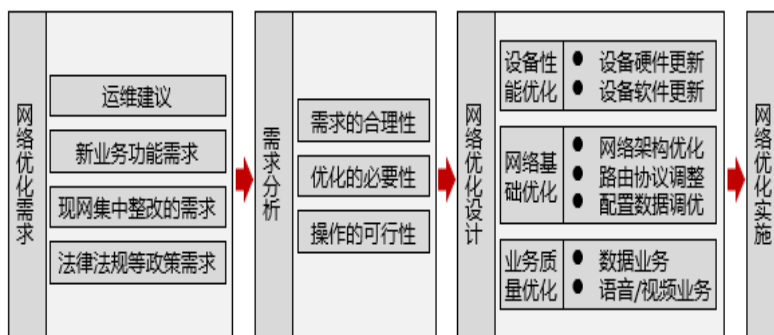 网络优化需求
运维建议
新业务功能需求
现网集中整改的需求
法律法规等政策需求
需求分析
需求的合理性
优化的必要性
操作的可行性
网络优化设计
设备性
能优化
● 设备硬件更新
● 设备软件更新
网络基
础优化
● 网络架构优化
● 路由协议调整
● 配置数据调优
业务质
量优化
● 数据业务
● 语音/视频业务
网络优化实施